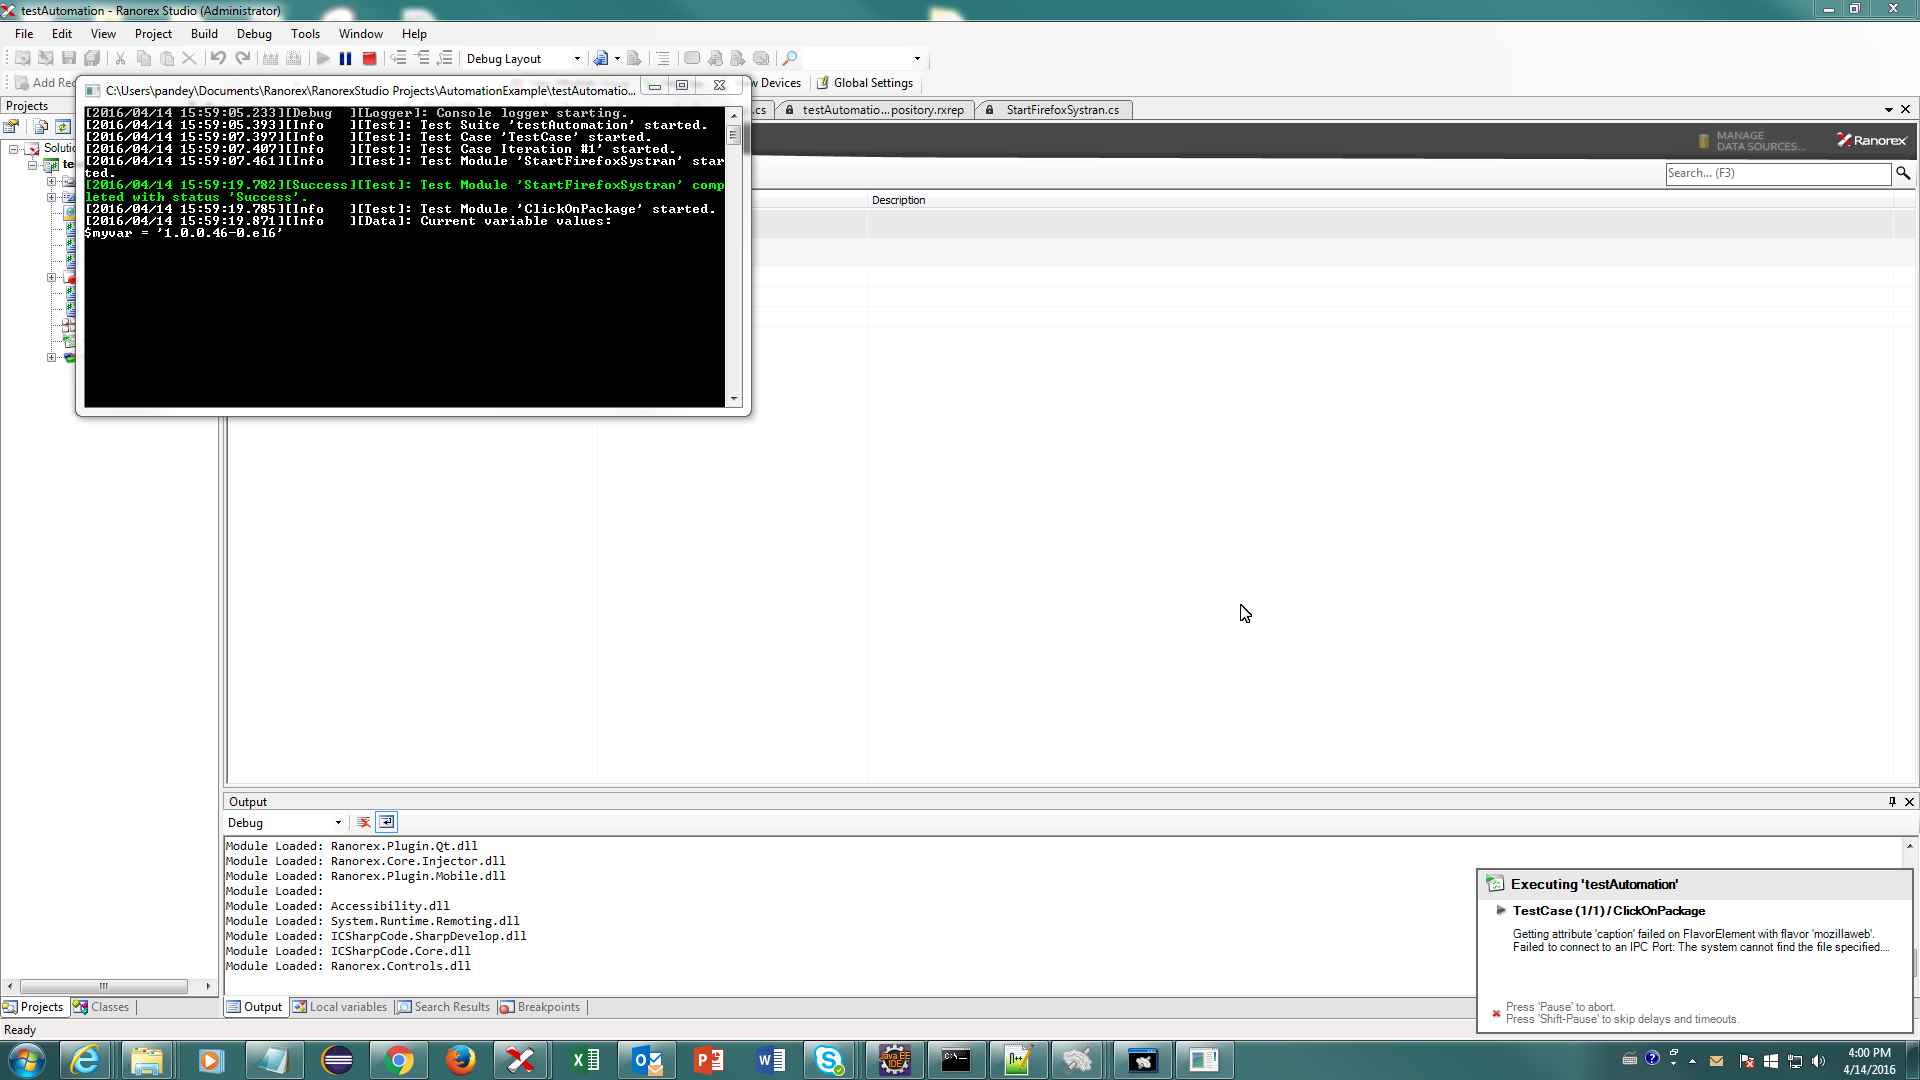 testAutomation - Ranorex Studio (Administrator)
File Edit View Project Build Debug Tools Window Help
Debug Layout
Add Rec
Devices
Global Settings
C:\Users\pandey\Documents\Ranorex\RanorexStudio Projects\AutomationExample\testAutomatio...
Projects
.cs
testAutomatio...pository.rxrep
StartFirefoxSystran.cs
[2016/04/14 15:59:05.233][Debug   ][Logger]: Console logger starting.
[2016/04/14 15:59:05.393][Info    ][Test]: Test Suite 'testAutomation' started.
[2016/04/14 15:59:07.397][Info    ][Test]: Test Case 'TestCase' started.
[2016/04/14 15:59:07.407][Info    ][Test]: Test Case Iteration #1' started.
[2016/04/14 15:59:07.461][Info    ][Test]: Test Module 'StartFirefoxSystran' star
ted.
[2016/04/14 15:59:19.782][Success][Test]: Test Module 'StartFirefoxSystran' comp
leted with status 'Success'.
[2016/04/14 15:59:19.785][Info    ][Test]: Test Module 'ClickOnPackage' started.
[2016/04/14 15:59:19.871][Info    ][Data]: Current variable values:
$myvar = '1.0.0.46-0.el6'
Solutio
te
MANAGE
DATA SOURCES...
Ranorex
Search... (F3)
Description
Output
Debug
Module Loaded: Ranorex.Plugin.Qt.dll
Module Loaded: Ranorex.Core.Injector.dll
Module Loaded: Ranorex.Plugin.Mobile.dll
Module Loaded:
Module Loaded: Accessibility.dll
Module Loaded: System.Runtime.Remoting.dll
Module Loaded: ICSharpCode.SharpDevelop.dll
Module Loaded: ICSharpCode.Core.dll
Module Loaded: Ranorex.Controls.dll
Executing 'testAutomation'
TestCase (1/1) / ClickOnPackage
Getting attribute 'caption' failed on FlavorElement with flavor 'mozillaweb'.
Failed to connect to an IPC Port: The system cannot find the file specified....
Press 'Pause' to abort.
Press 'Shift-Pause' to skip delays and timeouts.
Projects Classes
Output Local variables Search Results Breakpoints
Ready
4:00 PM
4/14/2016